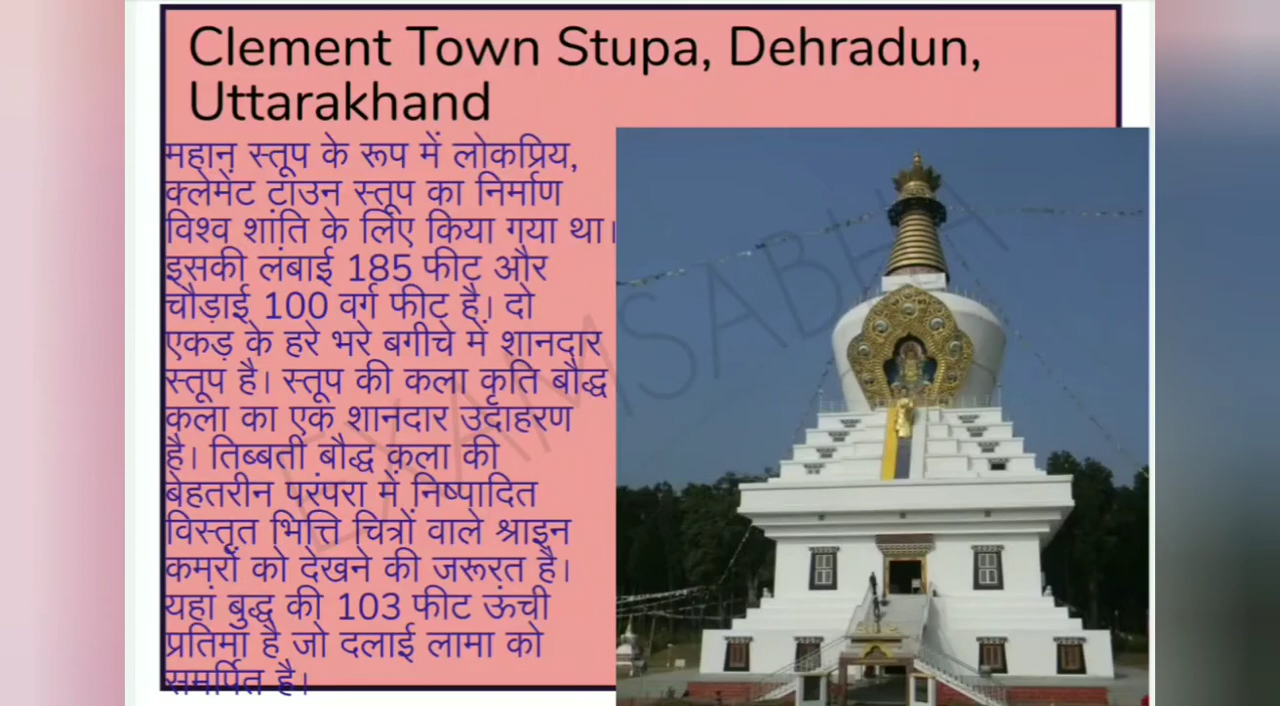 Clement Town Stupa, Dehradun,
Uttarakhand
महान स्तूप के रूप में लोकप्रिय,
क्लेमेंट टाउन स्तूप का निर्माण
विश्व शांति के लिए किया गया था।
इसकी लंबाई 185 फीट और
चौड़ाई 100 वर्ग फीट है। दो
एकड़ के हरे भरे बगीचे में शानदार
स्तूप है। स्तूप की कला कृति बौद्ध
कला का एक शानदार उदाहरण
है। तिब्बती बौद्ध कला की
बेहतरीन परंपरा में निष्पादित
विस्तृत भित्ति चित्रों वाले श्राइन
कमरों को देखने की जरूरत है।
यहां बुद्ध की 103 फीट ऊंची
प्रतिमा है जो दलाई लामा को
समर्पित है।
EXAMSABHA